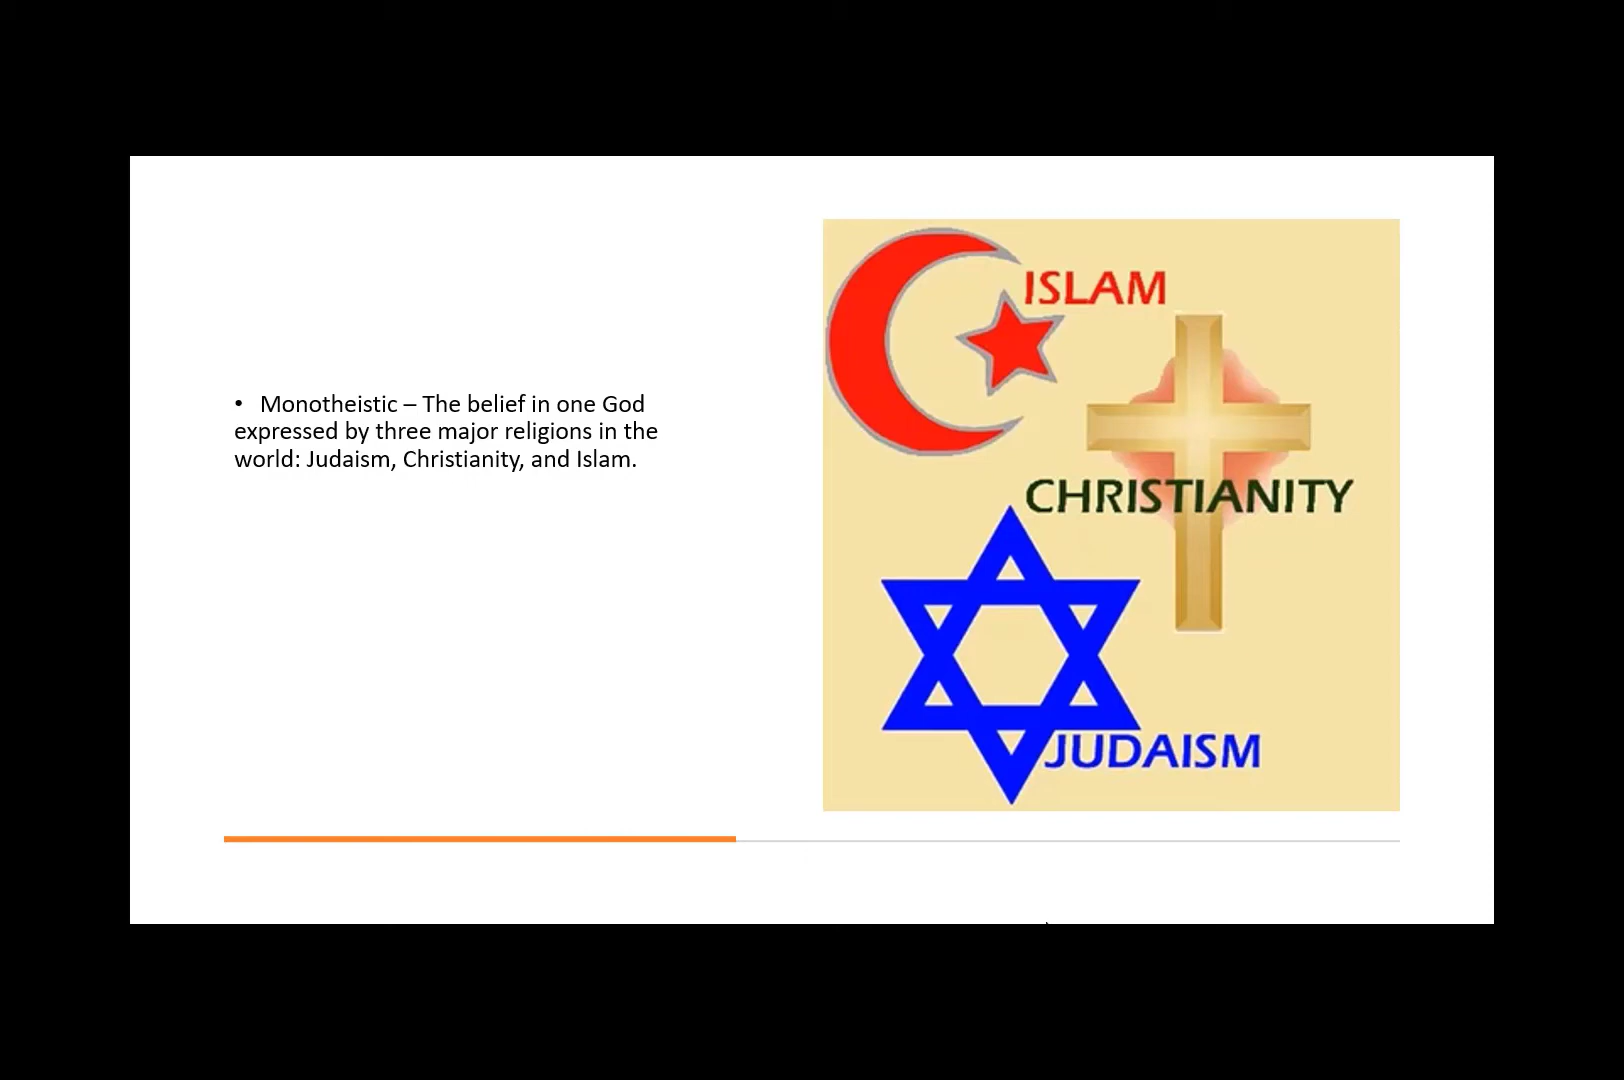 • Monotheistic – The belief in one God
expressed by three major religions in the
world: Judaism, Christianity, and Islam.
ISLAM
CHRISTIANITY
JUDAISM